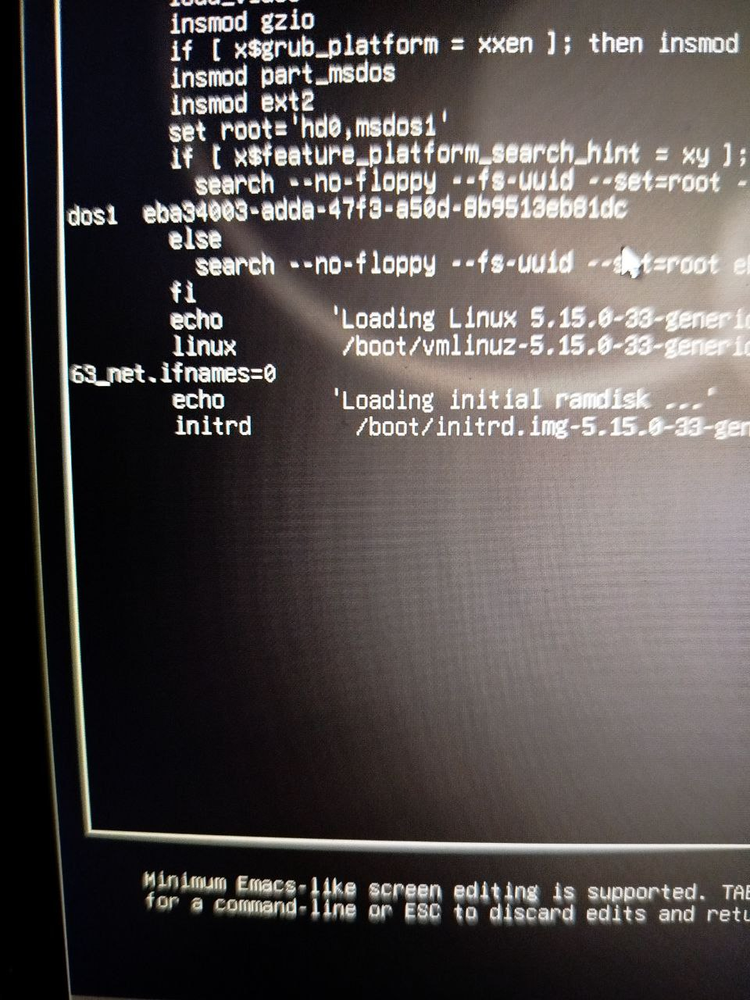 insmod gzio
if [ x$grub_platform = xxen ]; then insmod
insmod part_msdos
insmod ext2
set root='hd0,msdos1'
if [ x$feature_platform_search_hint = xy ];
search --no-floppy --fs-uuid --set=root -
dos1 eba34003-adda-47f3-a50d-8b9513eb81dc
else
search --no-floppy --fs-uuid --set=root
fi
echo 'Loading Linux 5.15.0-33-generic
linux /boot/vmlinuz-5.15.0-33-generic
63_net.ifnames=0
echo 'Loading initial ramdisk ...'
initrd /boot/initrd.img-5.15.0-33-gen
Minimum Emacs-like screen editing is supported. TAB
for a command-line or ESC to discard edits and retu